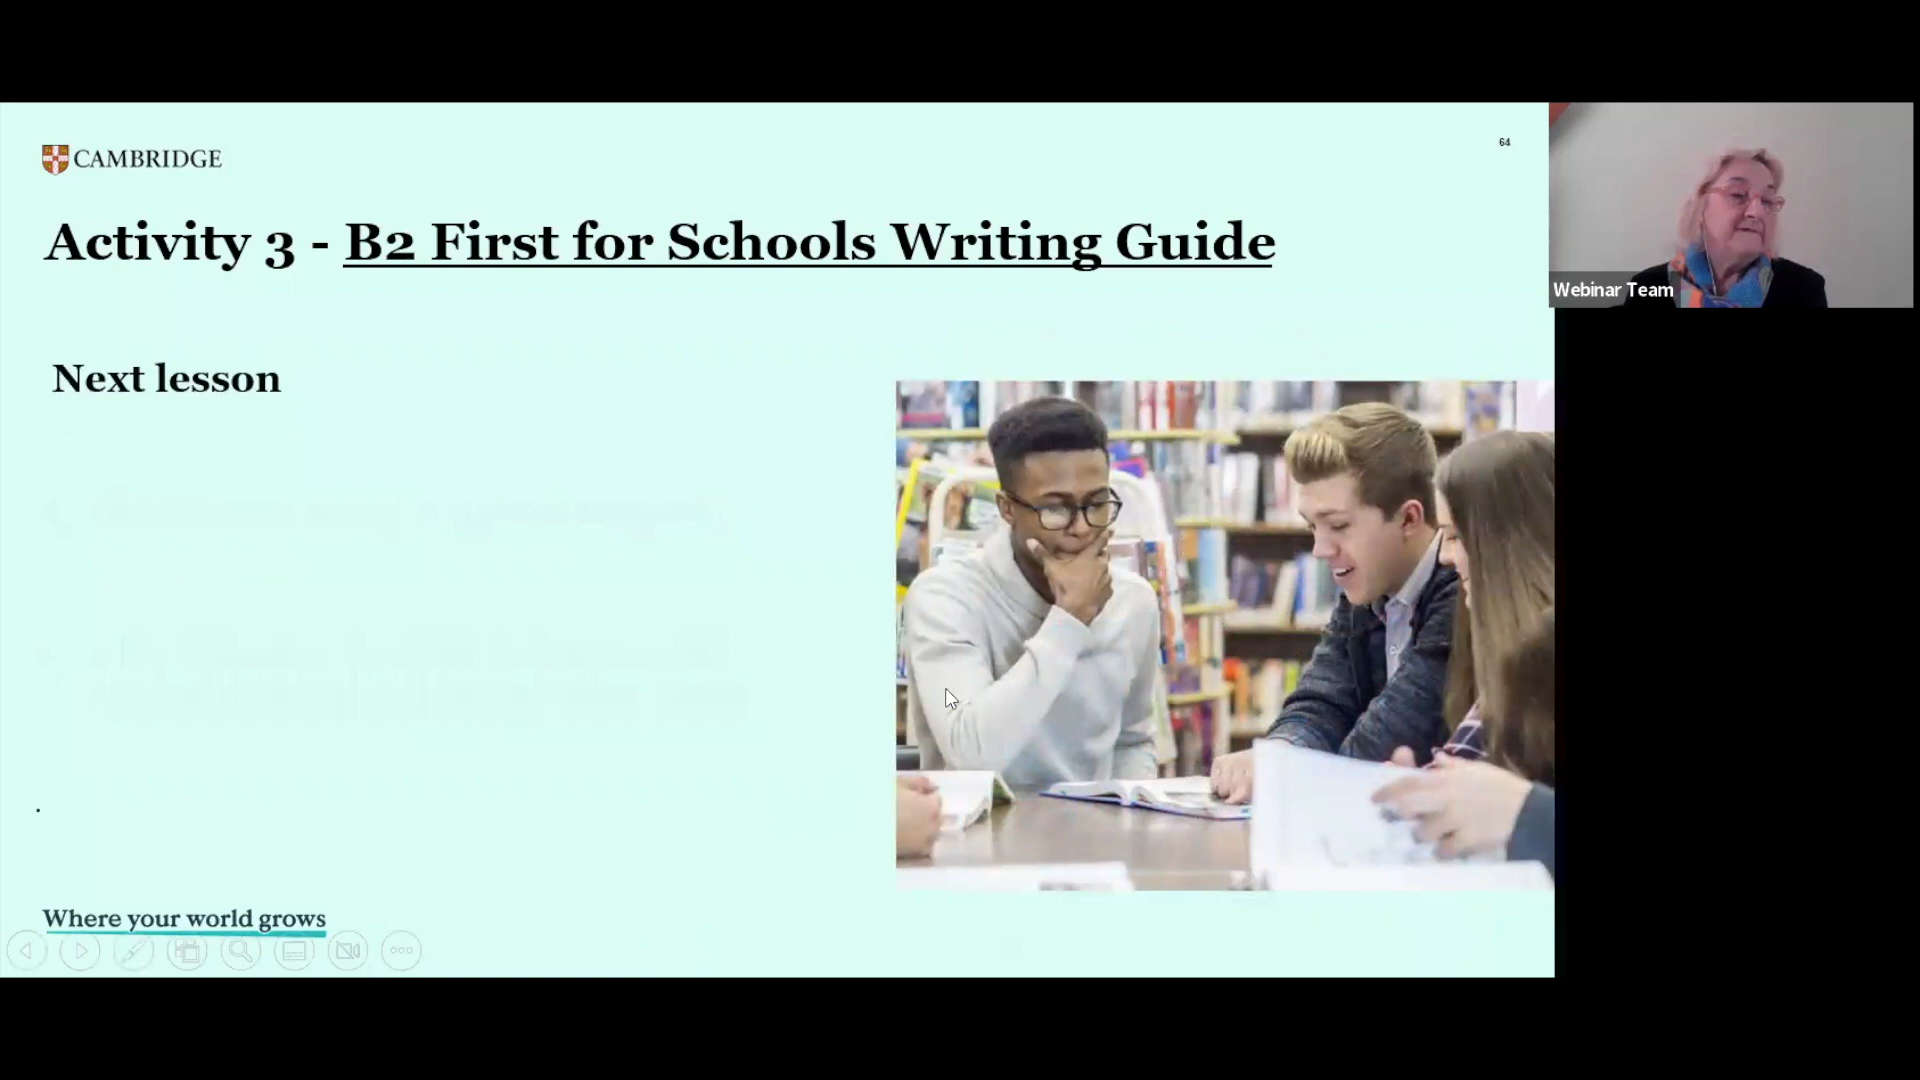 CAMBRIDGE
64
Activity 3 - B2 First for Schools Writing Guide
Webinar Team
Next lesson
.
Where your world grows